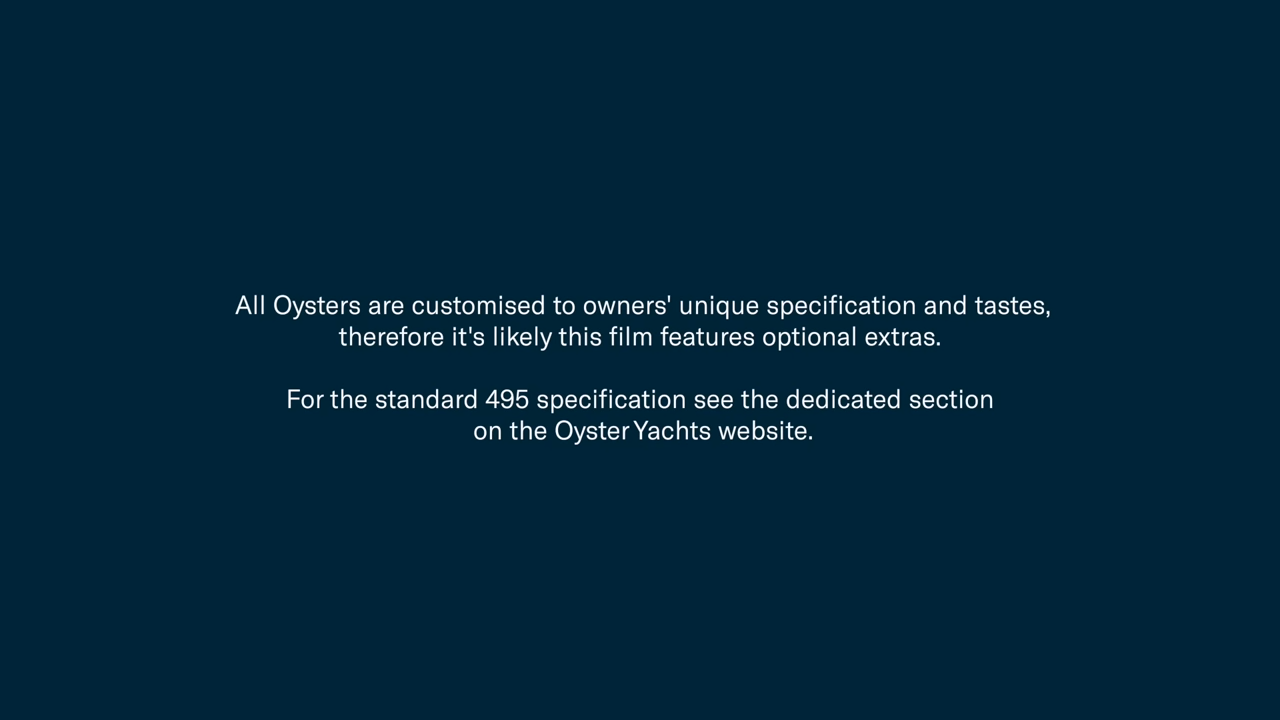 All Oysters are customised to owners' unique specification and tastes,
therefore it's likely this film features optional extras.
For the standard 495 specification see the dedicated section
on the Oyster Yachts website.